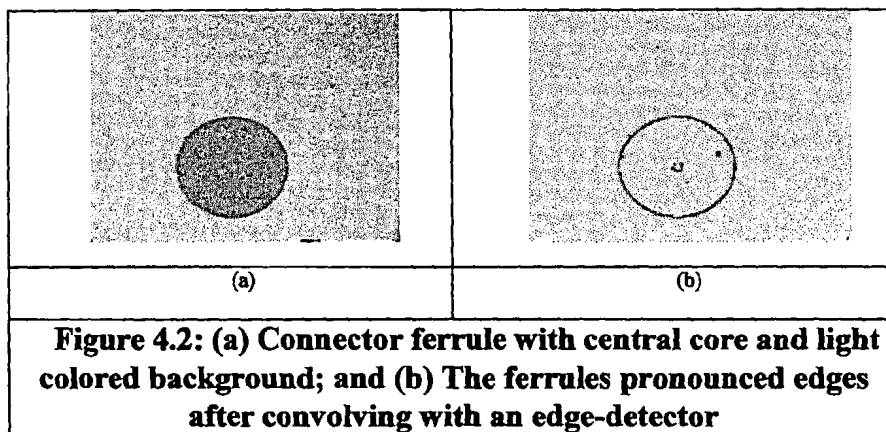 (a) (b)
Figure 4.2: (a) Connector ferrule with central core and light
colored background; and (b) The ferrules pronounced edges
after convolving with an edge-detector